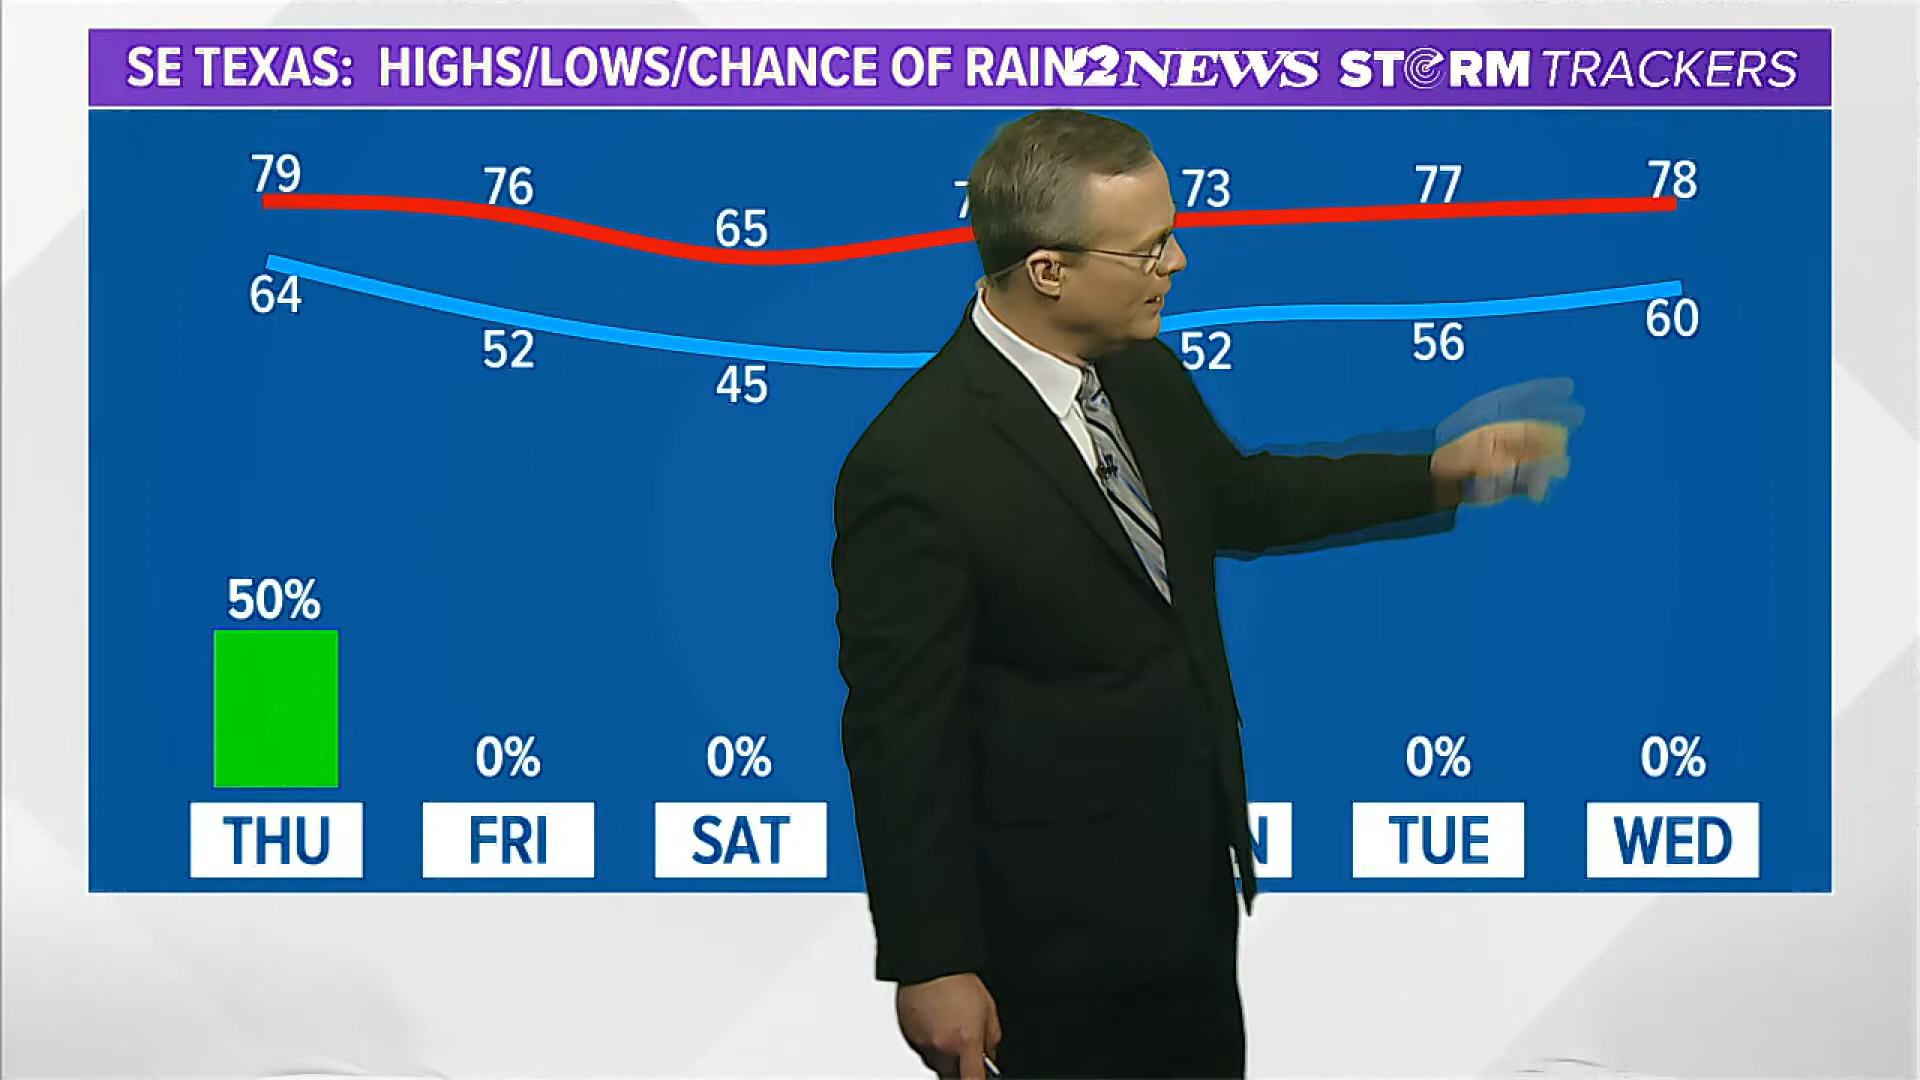 SE TEXAS: HIGHS/LOWS/CHANCE OF RAIN 12NEWS STORM TRACKERS
79 76 65 73 77 78
64 52 45 52 56 60
50% 0% 0% 0% 0%
THU FRI SAT TUE WED